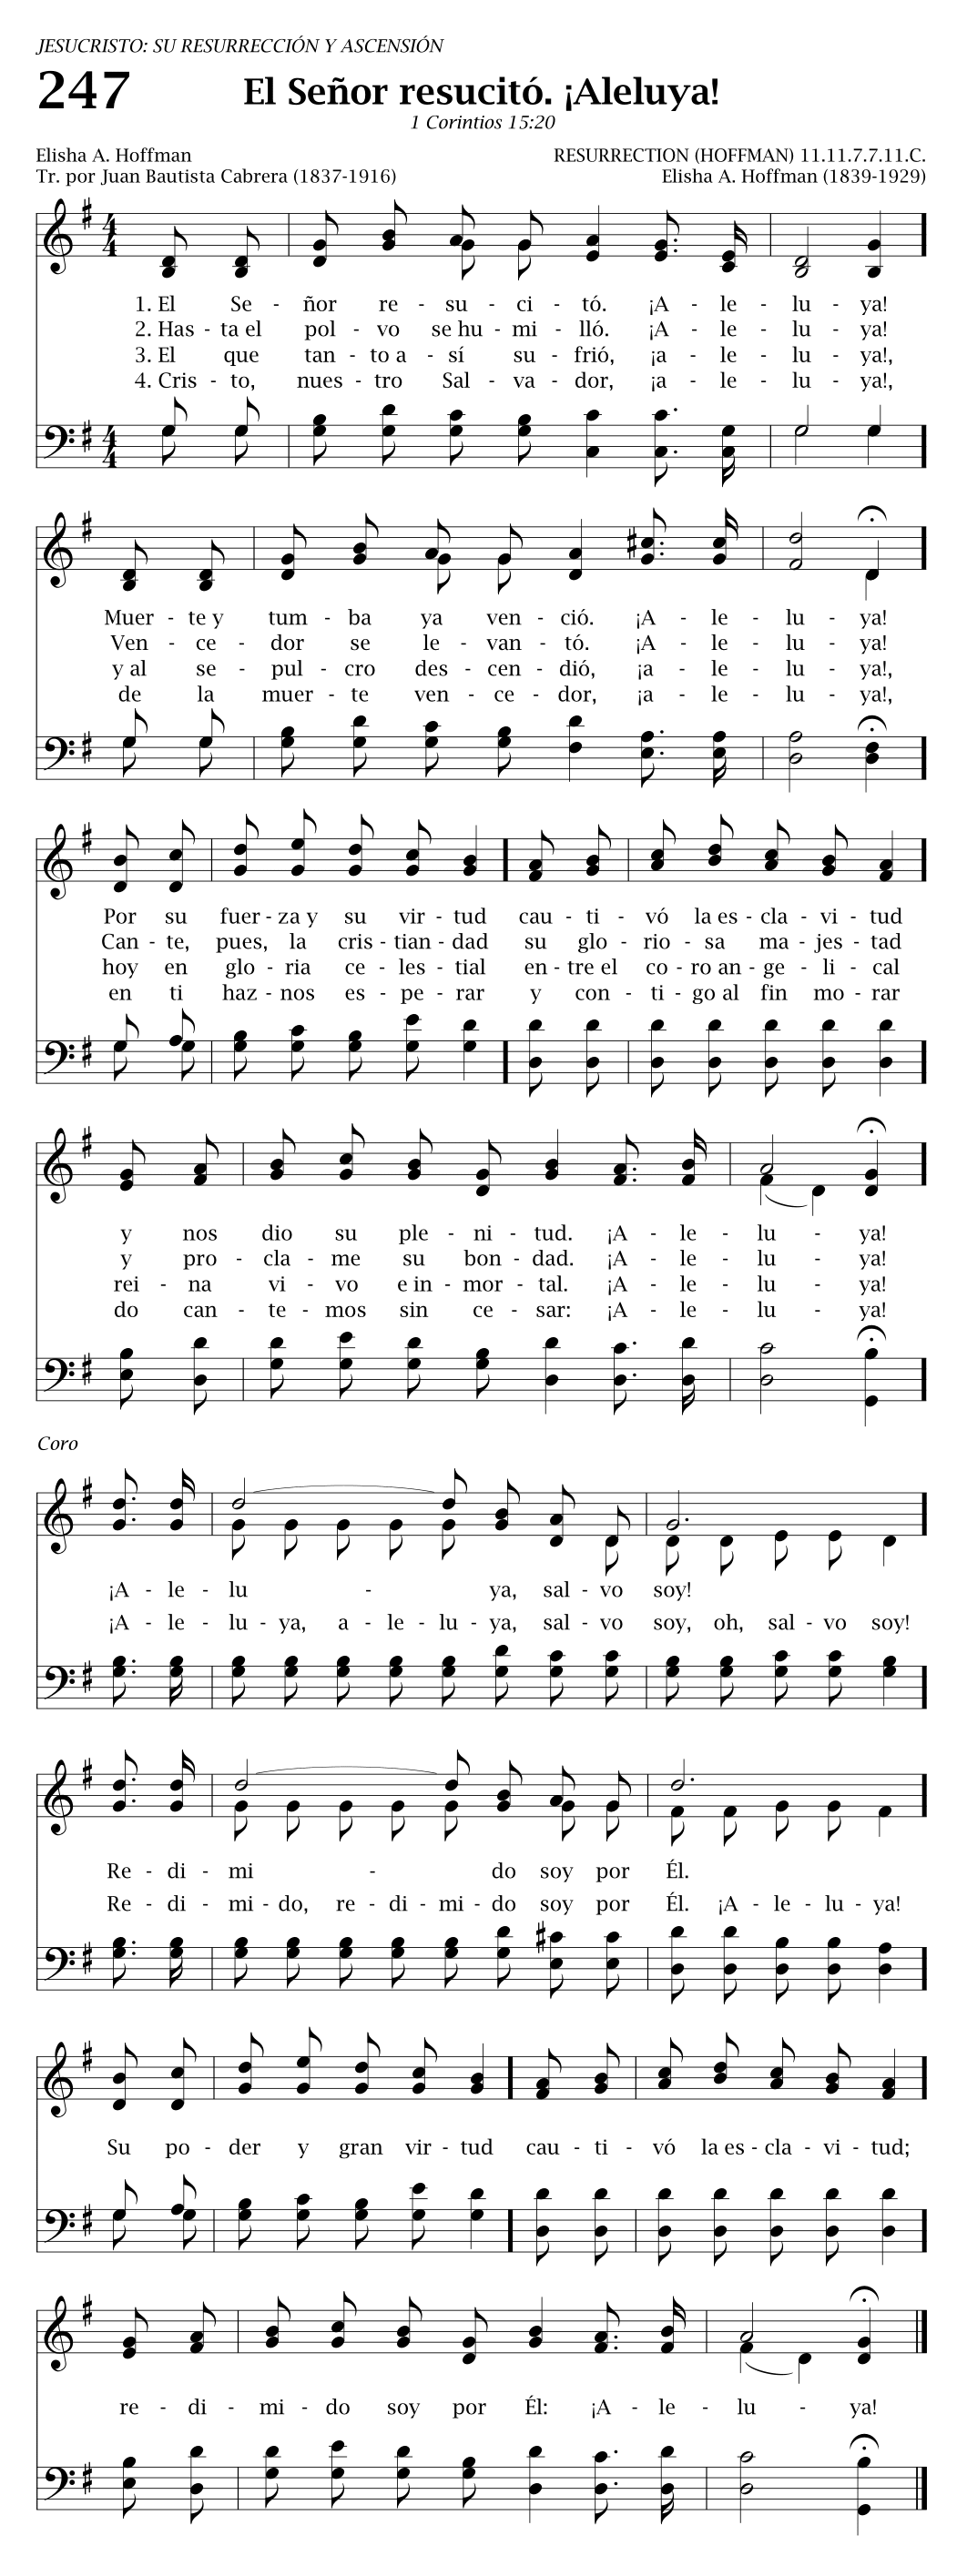 JESUCRISTO: SU RESURRECCIÓN Y ASCENSIÓN
247 El Señor resucitó. ¡Aleluya!
1 Corintios 15:20
Elisha A. Hoffman RESURRECTION (HOFFMAN) 11.11.7.7.11.C.
Tr. por Juan Bautista Cabrera (1837-1916) Elisha A. Hoffman (1839-1929)
4
4
1. El Se - ñor re - su - ci - tó. ¡A - le - lu - ya!
2. Has - ta el pol - vo se hu - mi - lló. ¡A - le - lu - ya!
3. El que tan - to a - sí su - frió, ¡a - le - lu - ya!,
4. Cris - to, nues - tro Sal - va - dor, ¡a - le - lu - ya!,
4
4
Muer - te y tum - ba ya ven - ció. ¡A - le - lu - ya!
Ven - ce - dor se le - van - tó. ¡A - le - lu - ya!
y al se - pul - cro des - cen - dió, ¡a - le - lu - ya!,
de la muer - te ven - ce - dor, ¡a - le - lu - ya!,
Por su fuer - za y su vir - tud cau - ti - vó la es - cla - vi - tud
Can - te, pues, la cris - tian - dad su glo - rio - sa ma - jes - tad
hoy en glo - ria ce - les - tial en - tre el co - ro an - ge - li - cal
en ti haz - nos es - pe - rar y con - ti - go al fin mo - rar
y nos dio su ple - ni - tud. ¡A - le - lu - ya!
y pro - cla - me su bon - dad. ¡A - le - lu - ya!
rei - na vi - vo e in - mor - tal. ¡A - le - lu - ya!
do can - te - mos sin ce - sar: ¡A - le - lu - ya!
Coro
¡A - le - lu - ya, sal - vo soy!
¡A - le - lu - ya, a - le - lu - ya, sal - vo soy, oh, sal - vo soy!
Re - di - mi - do soy por Él.
Re - di - mi - do, re - di - mi - do soy por Él. ¡A - le - lu - ya!
Su po - der y gran vir - tud cau - ti - vó la es - cla - vi - tud;
re - di - mi - do soy por Él: ¡A - le - lu - ya!